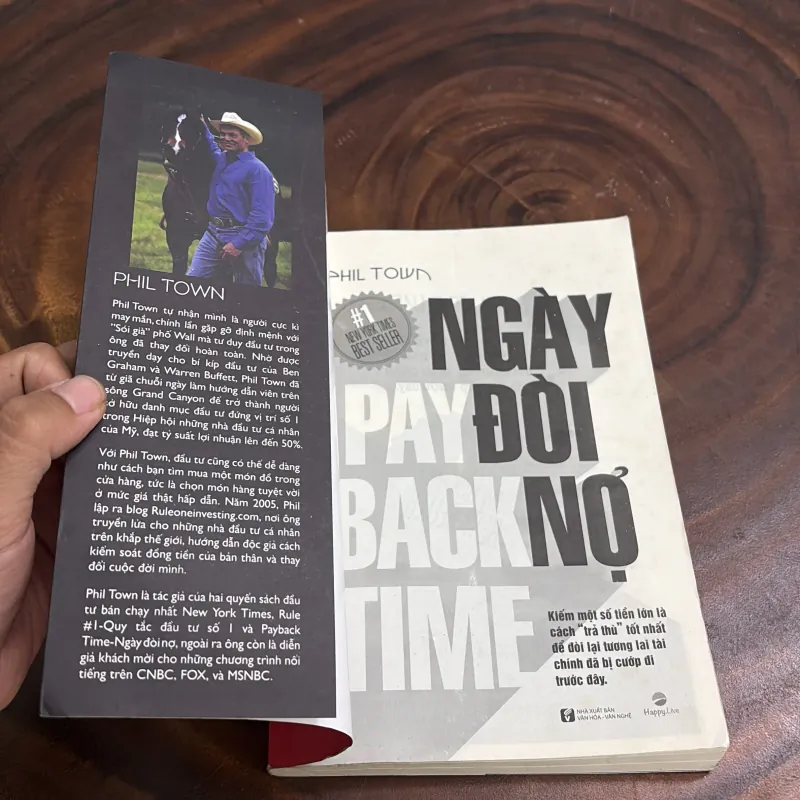 PHIL TOWN
Phil Town tự nhận mình là người cực kì
may mắn, chính lần gặp gỡ định mệnh với
"Sói già" phố Wall mà tư duy đầu tư trong
ông đã thay đổi hoàn toàn. Nhờ được
truyền dạy cho bí kíp đầu tư của Ben
Graham và Warren Buffett, Phil Town đã
từ giã chuỗi ngày làm hướng dẫn viên trên
sông Grand Canyon để trở thành người
sở hữu danh mục đầu tư đứng vị trí số 1
trong Hiệp hội những nhà đầu tư cá nhân
của Mỹ, đạt tỷ suất lợi nhuận lên đến 50%.
Với Phil Town, đầu tư cũng có thể dễ dàng
như cách bạn tìm mua một món đồ trong
cửa hàng, tức là chọn món hàng tuyệt vời
ở mức giá thật hấp dẫn. Năm 2005, Phil
lập ra blog Ruleoneinvesting.com, nơi ông
truyền lửa cho những nhà đầu tư cá nhân
trên khắp thế giới, hướng dẫn độc giả cách
kiểm soát đồng tiền của bản thân và thay
đổi cuộc đời mình.
Phil Town là tác giả của hai quyển sách đầu
tư bán chạy nhất New York Times, Rule
#1-Quy tắc đầu tư số 1 và Payback
Time-Ngày đòi nợ, ngoài ra ông còn là diễn
giả khách mời cho những chương trình nổi
tiếng trên CNBC, FOX, và MSNBC.
PHIL TOWN
#1
NEW YORK TIMES
BEST SELLER
NGÀY
PAY ĐÒI
BACK NỢ
TIME
Kiếm một số tiền lớn là
cách "trả thù" tốt nhất
để đòi lại tương lai tài
chính đã bị cướp đi
trước đây.
NHÀ XUẤT BẢN
VĂN HÓA - VĂN NGHỆ
Happy.Live